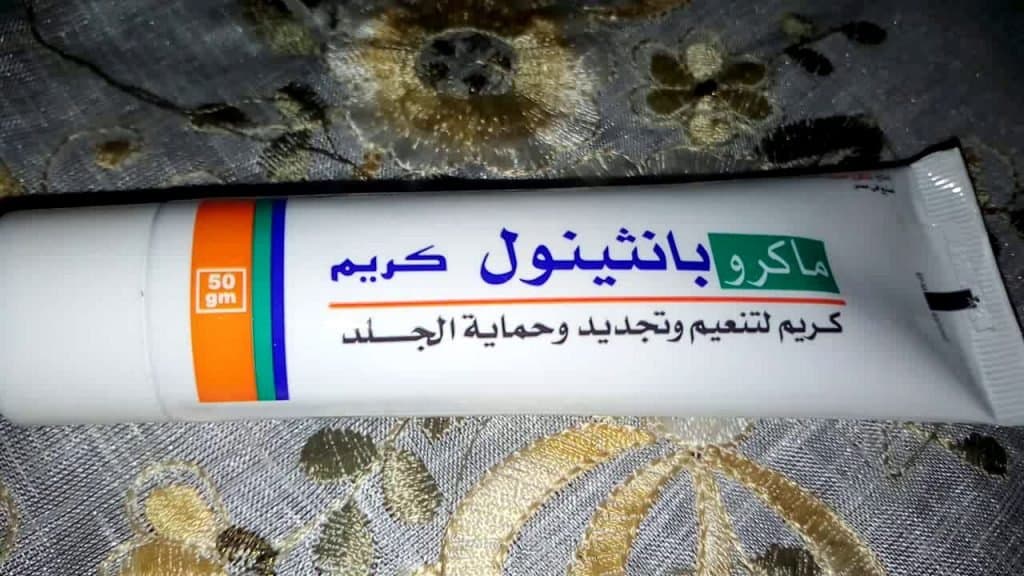 ماكرو بانثينول كريم
كريم لتنعيم وتجديد وحماية الجلد
50
gm